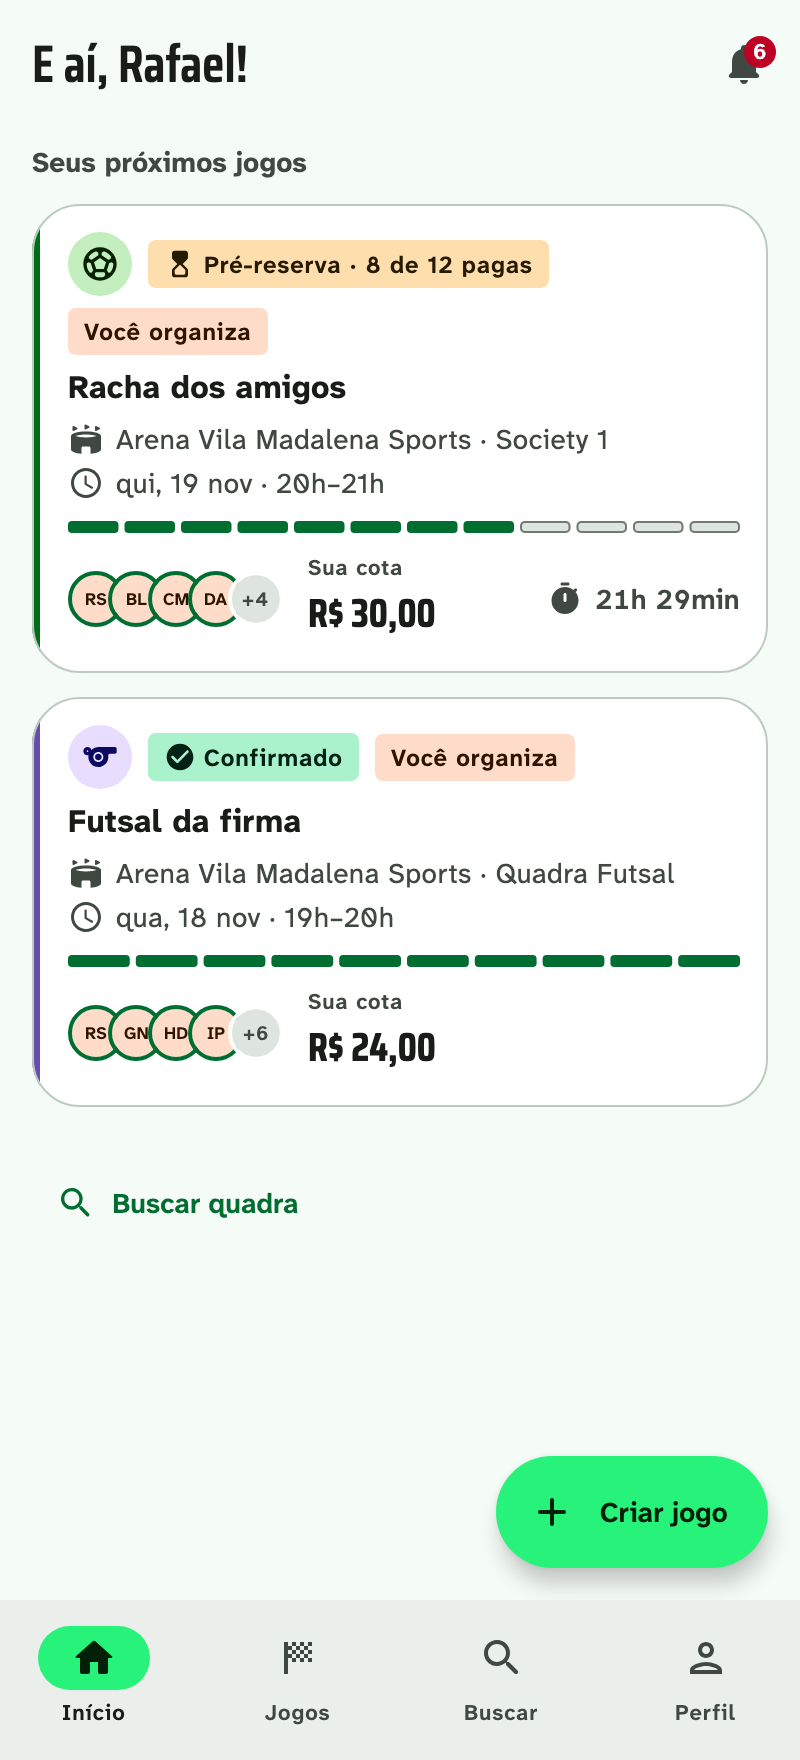 E aí, Rafael!
6
Seus próximos jogos
Pré-reserva · 8 de 12 pagas
Você organiza
Racha dos amigos
Arena Vila Madalena Sports · Society 1
qui, 19 nov · 20h–21h
Sua cota
RS BL CM DA +4
R$ 30,00
21h 29min
Confirmado
Você organiza
Futsal da firma
Arena Vila Madalena Sports · Quadra Futsal
qua, 18 nov · 19h–20h
Sua cota
RS GN HD IP +6
R$ 24,00
Buscar quadra
Criar jogo
Início
Jogos
Buscar
Perfil